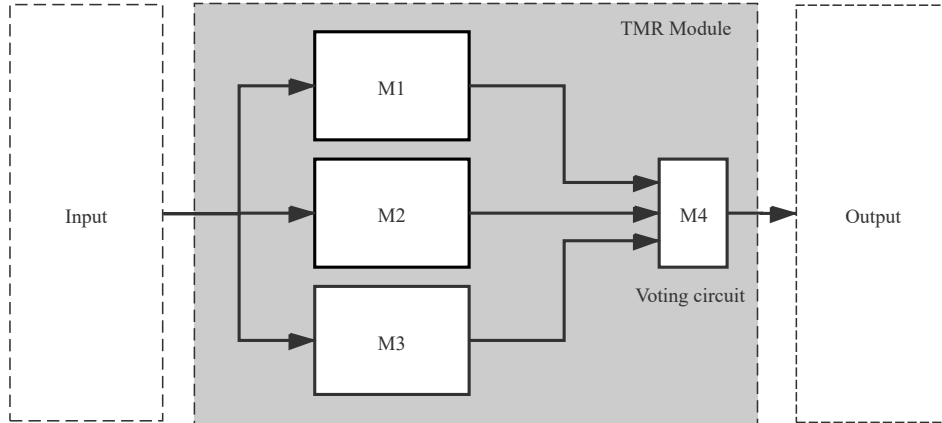 TMR Module
M1
Input
M2
M4
Output
Voting circuit
M3